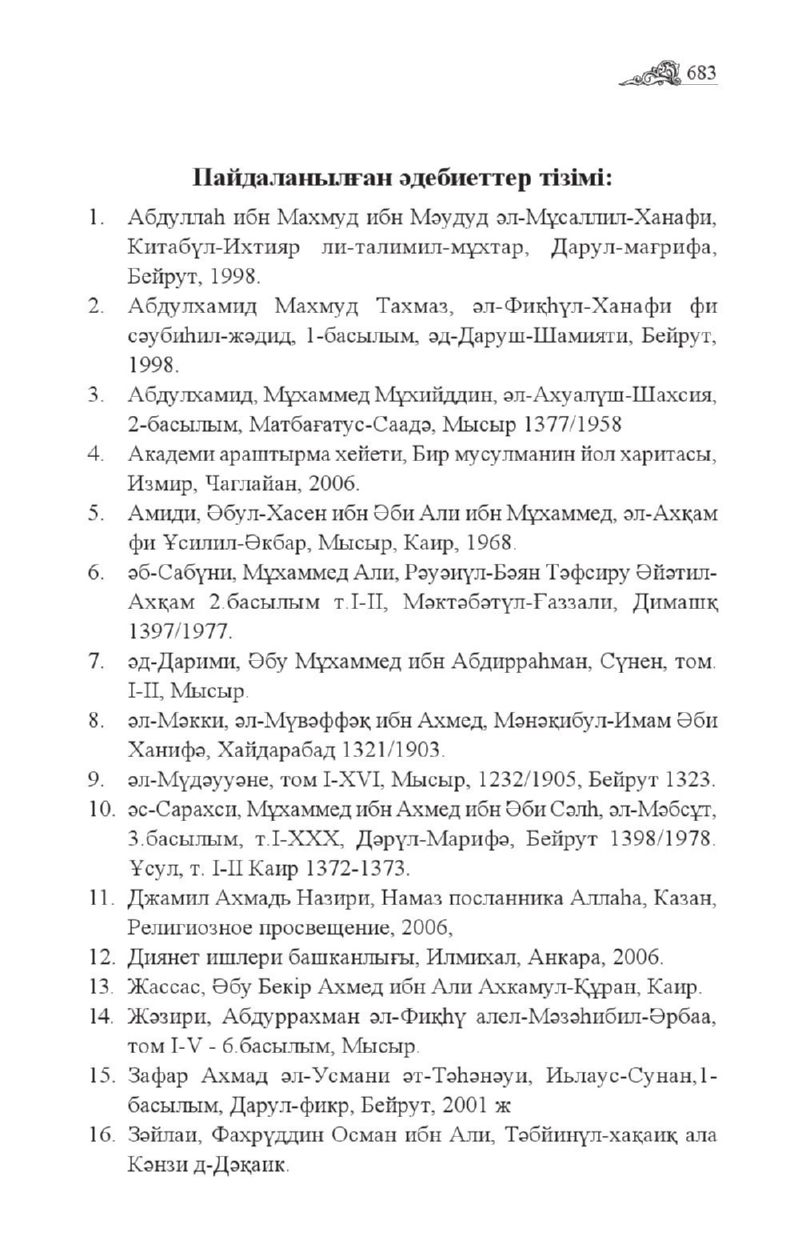 683
Пайдаланылған әдебиеттер тізімі:
1. Абдуллаһ ибн Махмуд ибн Мәудуд әл-Мұсаллил-Ханафи,
Китабүл-Ихтияр ли-талимил-мұхтар, Дарул-мағрифа,
Бейрут, 1998.
2. Абдулхамид Махмуд Тахмаз, әл-Фиқһүл-Ханафи фи
сәубиһил-жәдид, 1-басылым, әд-Даруш-Шамияти, Бейрут,
1998.
3. Абдулхамид, Мұхаммед Мұхийддин, әл-Ахуалүш-Шахсия,
2-басылым, Матбағатус-Саадә, Мысыр 1377/1958
4. Академи араштырма хейети, Бир мусулманин йол харитасы,
Измир, Чаглайан, 2006.
5. Амиди, Әбул-Хасен ибн Әби Али ибн Мұхаммед, әл-Ахқам
фи Ұсилил-Әкбар, Мысыр, Каир, 1968.
6. әб-Сабүни, Мұхаммед Али, Рәуәиүл-Бәян Тәфсиру Әйәтил-
Ахқам 2.басылым т.I-II, Мәктәбәтүл-Ғаззали, Димашқ
1397/1977.
7. әд-Дарими, Әбу Мұхаммед ибн Абдирраһман, Сүнен, том.
I-II, Мысыр.
8. әл-Мәкки, әл-Мүвәффәқ ибн Ахмед, Мәнәқибул-Имам Әби
Ханифә, Хайдарабад 1321/1903.
9. әл-Мүдәууәне, том I-XVI, Мысыр, 1232/1905, Бейрут 1323.
10. әс-Сарахси, Мұхаммед ибн Ахмед ибн Әби Сәлһ, әл-Мәбсұт,
3.басылым, т.I-XXX, Дәрүл-Марифә, Бейрут 1398/1978.
Ұсул, т. I-II Каир 1372-1373.
11. Джамил Ахмадь Назири, Намаз посланника Аллаһа, Казан,
Религиозное просвещение, 2006,
12. Диянет ишлери башканлығы, Илмихал, Анкара, 2006.
13. Жассас, Әбу Бекір Ахмед ибн Али Ахкамул-Құран, Каир.
14. Жәзири, Абдуррахман әл-Фиқһү алел-Мәзәһибил-Әрбаа,
том I-V - 6.басылым, Мысыр.
15. Зафар Ахмад әл-Усмани әт-Тәһәнәуи, Иьлаус-Сунан,1-
басылым, Дарул-фикр, Бейрут, 2001 ж
16. Зәйлаи, Фахрүддин Осман ибн Али, Тәбйинүл-хақаиқ ала
Кәнзи д-Дәқаик.